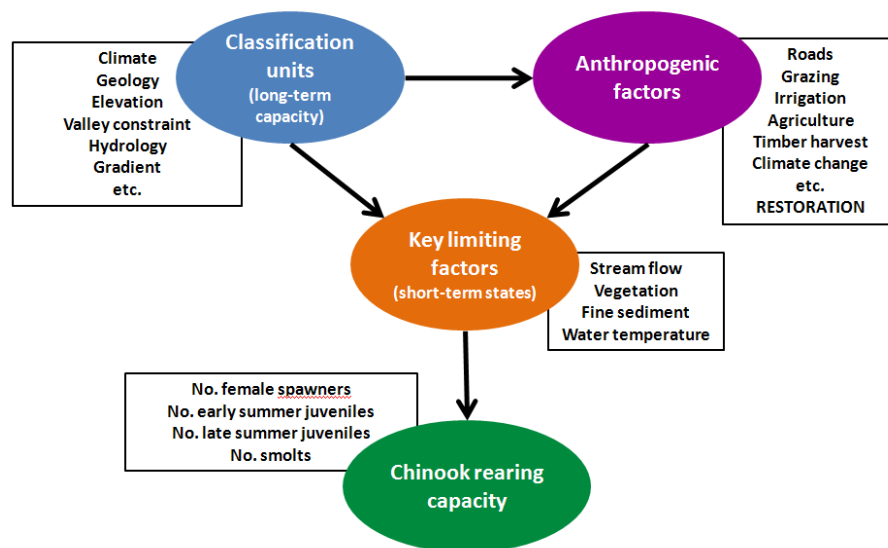 Climate
Geology
Elevation
Valley constraint
Hydrology
Gradient
etc.
Classification
units
(long-term
capacity)
Anthropogenic
factors
Roads
Grazing
Irrigation
Agriculture
Timber harvest
Climate change
etc.
RESTORATION
Key limiting
factors
(short-term states)
Stream flow
Vegetation
Fine sediment
Water temperature
No. female spawners
No. early summer juveniles
No. late summer juveniles
No. smolts
Chinook rearing
capacity